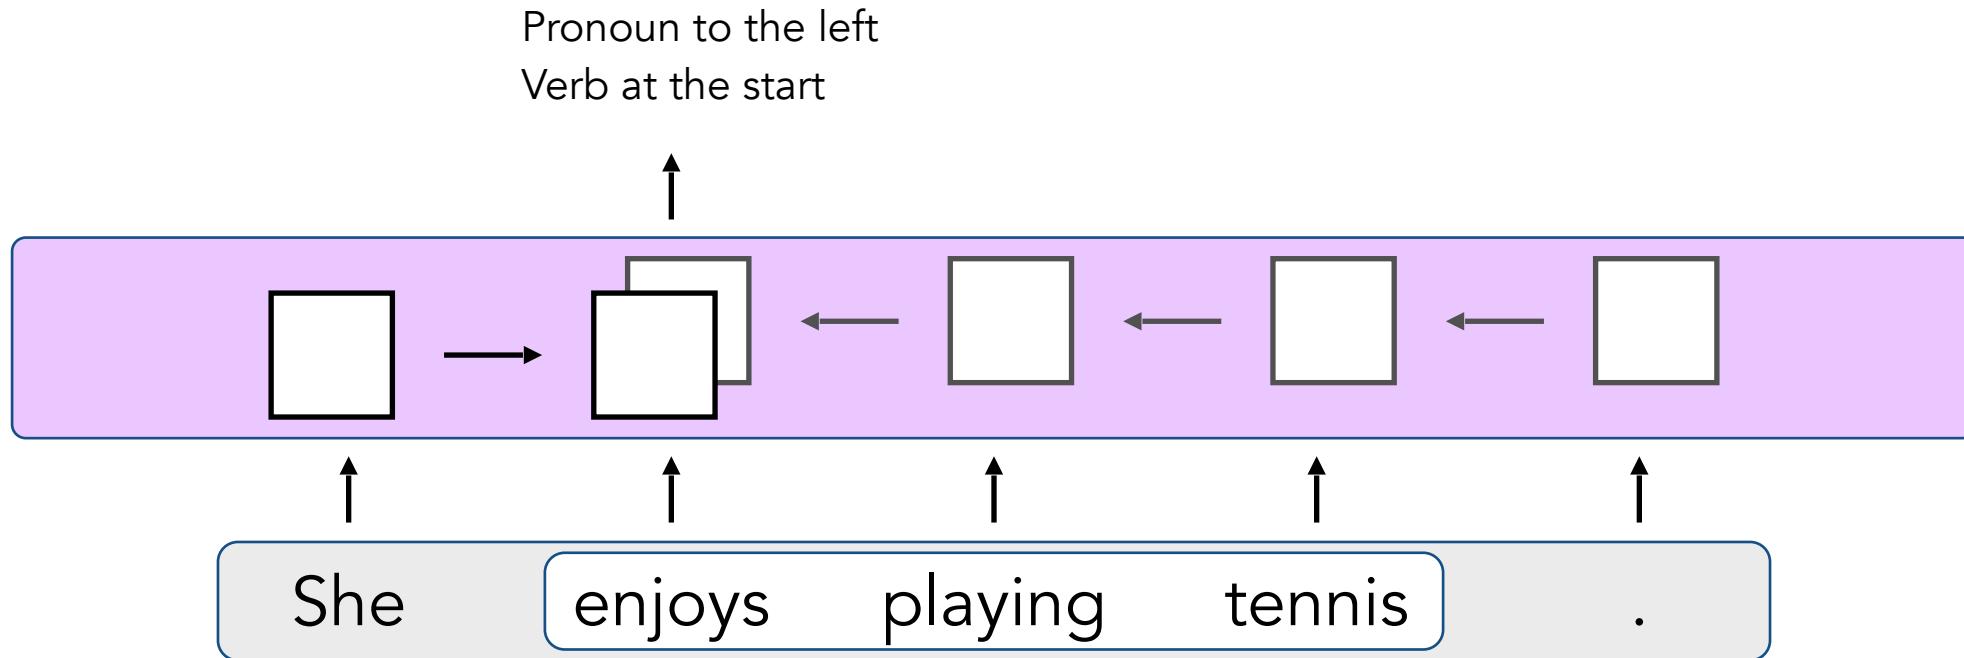 Pronoun to the left
Verb at the start
She enjoys playing tennis .